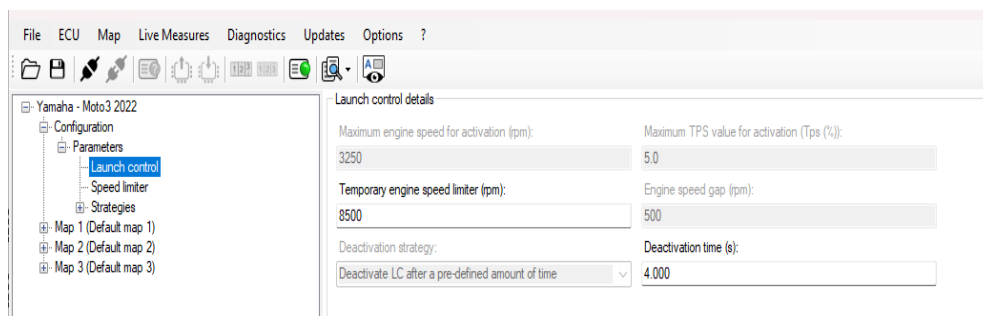 File ECU Map Live Measures Diagnostics Updates Options ?
Yamaha - Moto3 2022
Configuration
Parameters
Launch control
Speed limiter
Strategies
Map 1 (Default map 1)
Map 2 (Default map 2)
Map 3 (Default map 3)
Launch control details
Maximum engine speed for activation (rpm): Maximum TPS value for activation (Tps (%)):
3250 5.0
Temporary engine speed limiter (rpm): Engine speed gap (rpm):
8500 500
Deactivation strategy: Deactivation time (s):
Deactivate LC after a pre-defined amount of time 4.000